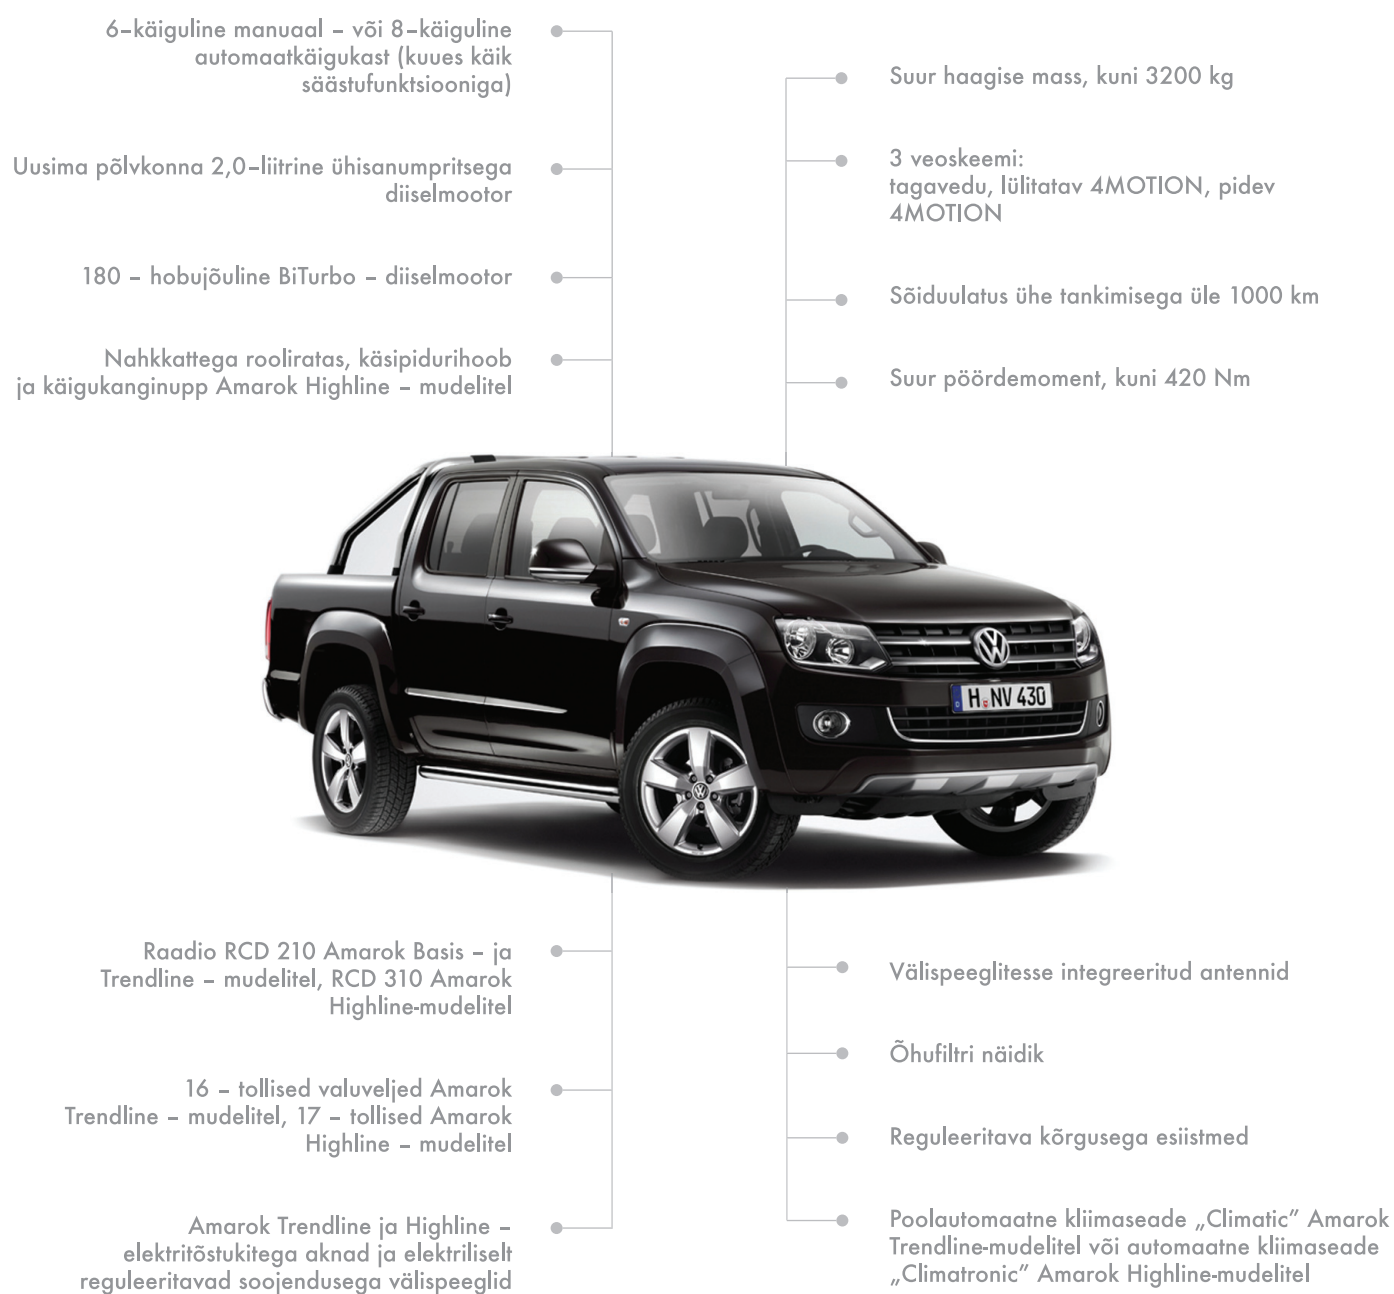 6–käiguline manuaal – või 8–käiguline
automaatkäigukast (kuues käik
säästufunktsiooniga)
Uusima põlvkonna 2,0–liitrine ühisanumpritsega
diiselmootor
180 – hobujõuline BiTurbo – diiselmootor
Nahkkattega rooliratas, käsipidurihoob
ja käigukanginupp Amarok Highline – mudelitel
Suur haagise mass, kuni 3200 kg
3 veoskeemi:
tagavedu, lülitatav 4MOTION, pidev
4MOTION
Sõiduulatus ühe tankimisega üle 1000 km
Suur pöördemoment, kuni 420 Nm
H NV 430
Raadio RCD 210 Amarok Basis – ja
Trendline – mudelitel, RCD 310 Amarok
Highline-mudelitel
16 – tollised valuveljed Amarok
Trendline – mudelitel, 17 – tollised Amarok
Highline – mudelitel
Amarok Trendline ja Highline –
elektritõstukitega aknad ja elektriliselt
reguleeritavad soojendusega välispeeglid
Välispeeglitesse integreeritud antennid
Õhufiltri näidik
Reguleeritava kõrgusega esiistmed
Poolautomaatne kliimaseade „Climatic” Amarok
Trendline-mudelitel või automaatne kliimaseade
„Climatronic” Amarok Highline-mudelitel